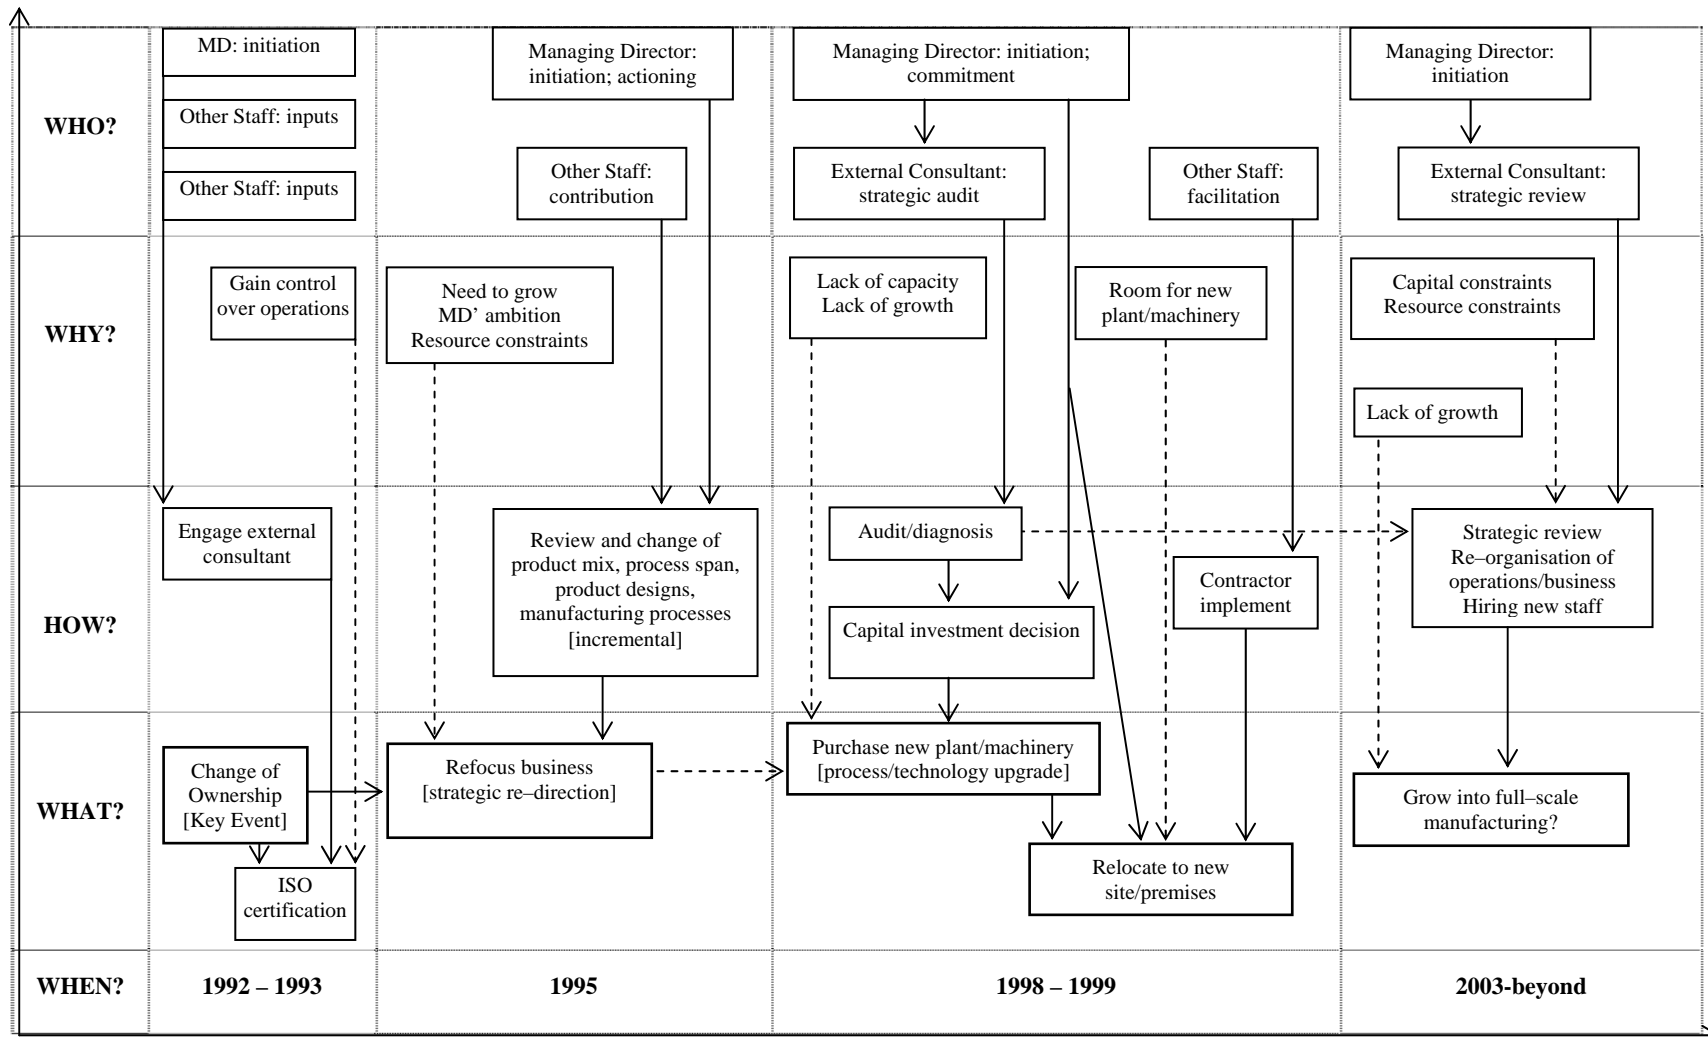 WHO?
MD: initiation
Other Staff: inputs
Other Staff: inputs
Managing Director:
initiation; actioning
Other Staff:
contribution
Managing Director: initiation;
commitment
External Consultant:
strategic audit
Other Staff:
facilitation
Managing Director:
initiation
External Consultant:
strategic review
WHY?
Gain control
over operations
Need to grow
MD’ ambition
Resource constraints
Lack of capacity
Lack of growth
Room for new
plant/machinery
Capital constraints
Resource constraints
Lack of growth
HOW?
Engage external
consultant
Review and change of
product mix, process span,
product designs,
manufacturing processes
[incremental]
Audit/diagnosis
Capital investment decision
Contractor
implement
Strategic review
Re–organisation of
operations/business
Hiring new staff
WHAT?
Change of
Ownership
[Key Event]
ISO
certification
Refocus business
[strategic re–direction]
Purchase new plant/machinery
[process/technology upgrade]
Relocate to new
site/premises
Grow into full–scale
manufacturing?
WHEN?
1992 – 1993
1995
1998 – 1999
2003-beyond